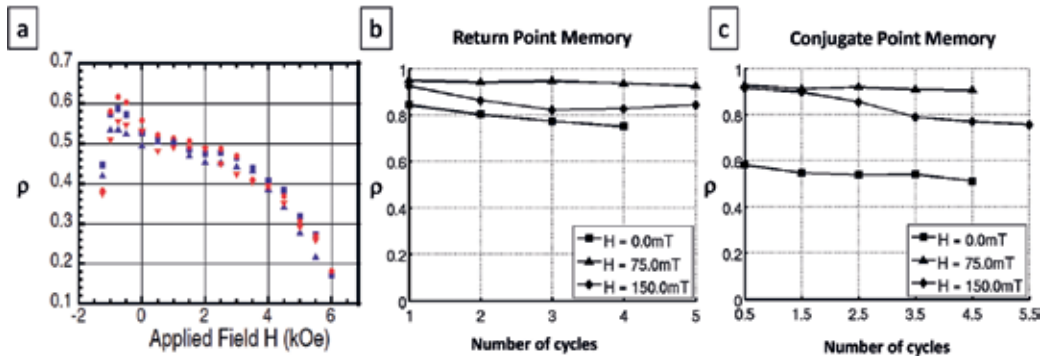 a
0.7
0.6
0.5
0.4
0.3
0.2
0.1
ρ
-2 0 2 4 6
Applied Field H (kOe)
b
Return Point Memory
1
0.8
0.6
0.4
0.2
0
ρ
H = 0.0mT
H = 75.0mT
H = 150.0mT
1 2 3 4 5
Number of cycles
c
Conjugate Point Memory
1
0.8
0.6
0.4
0.2
0
ρ
H = 0.0mT
H = 75.0mT
H = 150.0mT
0.5 1.5 2.5 3.5 4.5 5.5
Number of cycles